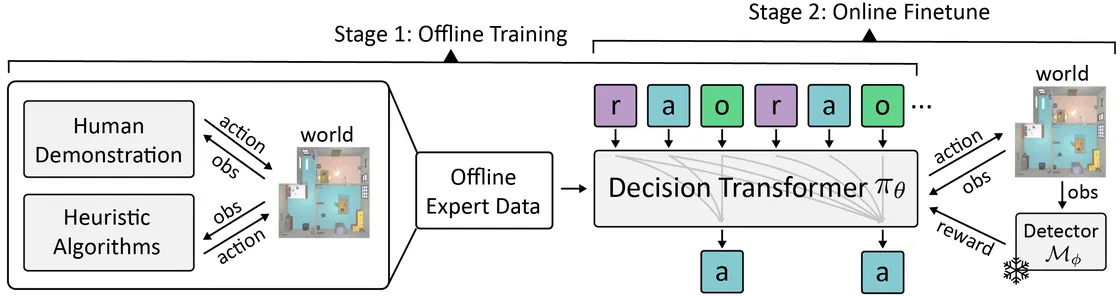 Stage 1: Offline Training
Stage 2: Online Finetune
Human
Demonstration
Heuristic
Algorithms
action
obs
obs
action
world
Offline
Expert Data
r a o r a o ...
Decision Transformer πθ
a a
action
obs
reward
world
obs
Detector
ℳϕ